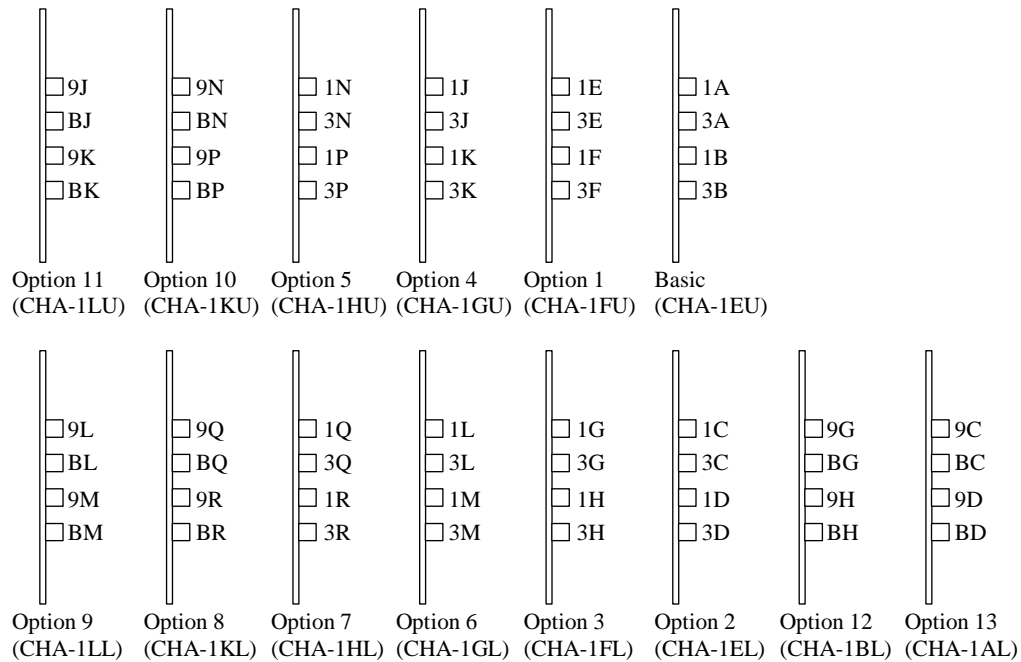 9J 9N 1N 1J 1E 1A
BJ BN 3N 3J 3E 3A
9K 9P 1P 1K 1F 1B
BK BP 3P 3K 3F 3B
Option 11 Option 10 Option 5 Option 4 Option 1 Basic
(CHA-1LU) (CHA-1KU) (CHA-1HU) (CHA-1GU) (CHA-1FU) (CHA-1EU)
9L 9Q 1Q 1L 1G 1C 9G 9C
BL BQ 3Q 3L 3G 3C BG BC
9M 9R 1R 1M 1H 1D 9H 9D
BM BR 3R 3M 3H 3D BH BD
Option 9 Option 8 Option 7 Option 6 Option 3 Option 2 Option 12 Option 13
(CHA-1LL) (CHA-1KL) (CHA-1HL) (CHA-1GL) (CHA-1FL) (CHA-1EL) (CHA-1BL) (CHA-1AL)